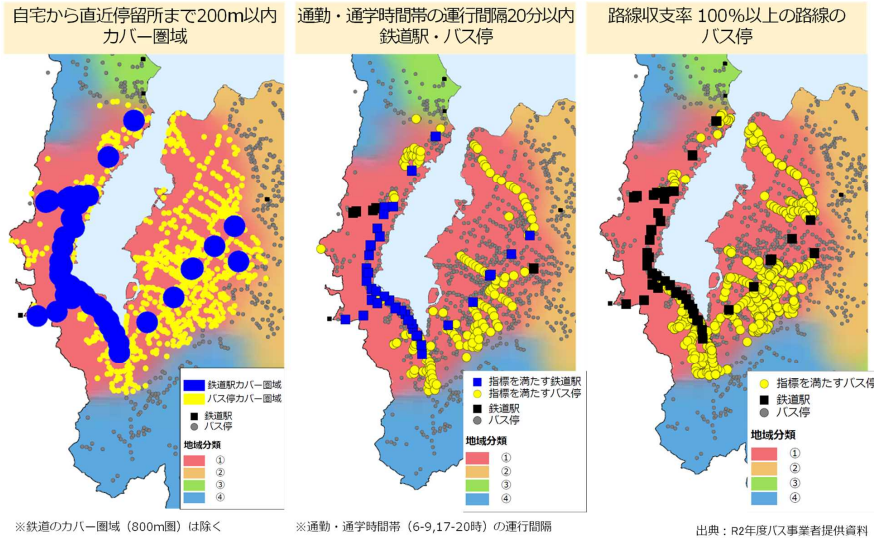 自宅から直近停留所まで200m以内
カバー圏域
鉄道駅カバー圏域
バス停カバー圏域
鉄道駅
バス停
地域分類
①
②
③
④
※鉄道のカバー圏域（800m圏）は除く
通勤・通学時間帯の運行間隔20分以内
鉄道駅・バス停
指標を満たす鉄道駅
指標を満たすバス停
鉄道駅
バス停
地域分類
①
②
③
④
※通勤・通学時間帯（6-9,17-20時）の運行間隔
路線収支率 100％以上の路線の
バス停
指標を満たすバス停
鉄道駅
バス停
地域分類
①
②
③
④
出典：R2年度バス事業者提供資料